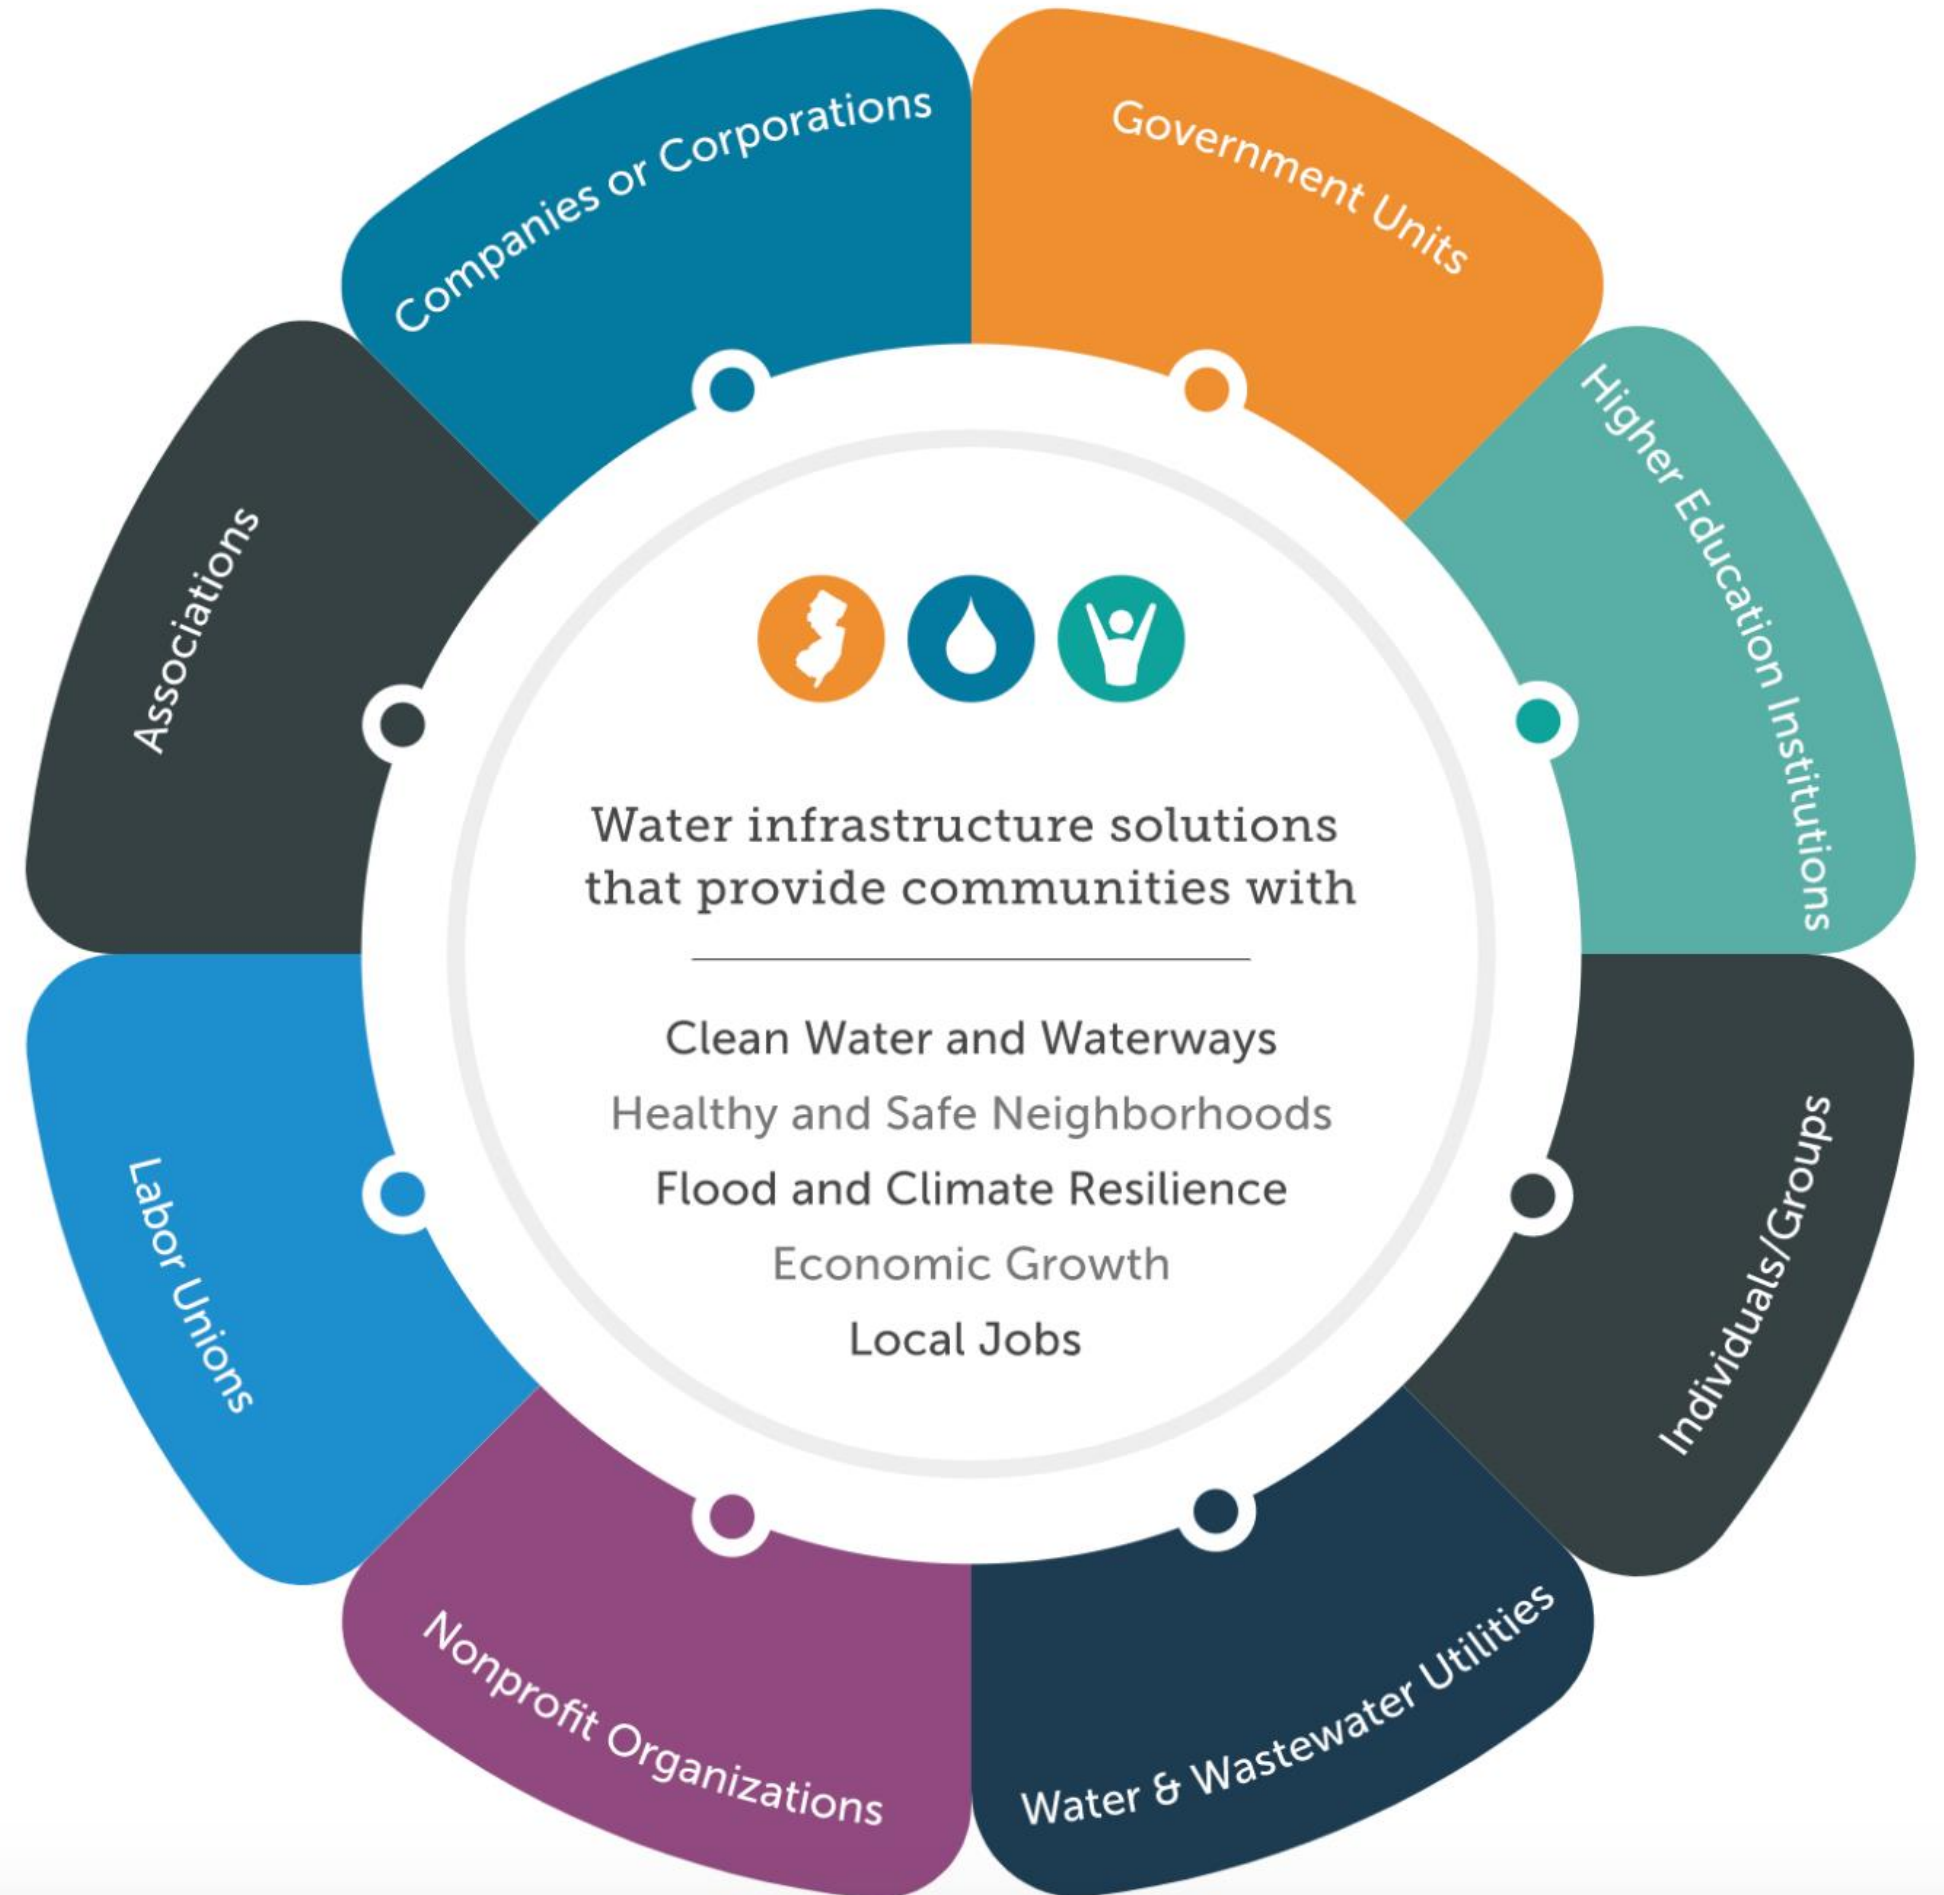 Companies or Corporations
Government Units
Higher Education Institutions
Individuals/Groups
Water & Wastewater Utilities
Nonprofit Organizations
Labor Unions
Associations
Water infrastructure solutions
that provide communities with
Clean Water and Waterways
Healthy and Safe Neighborhoods
Flood and Climate Resilience
Economic Growth
Local Jobs